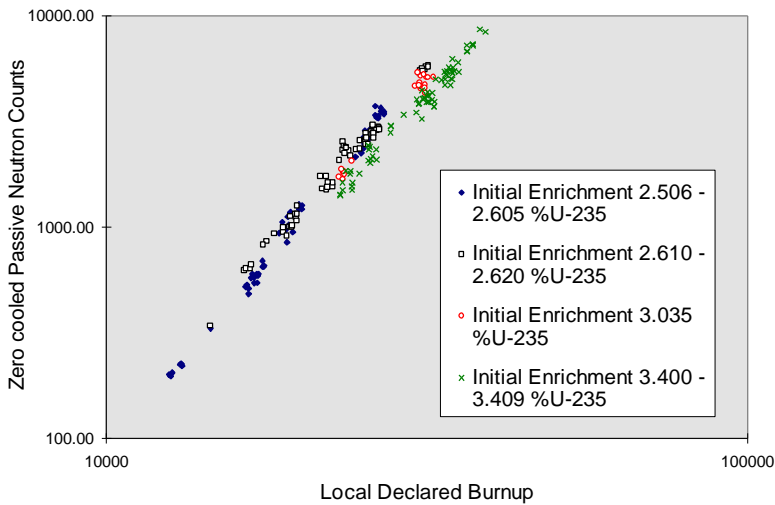 10000.00
1000.00
100.00
Zero cooled Passive Neutron Counts
10000
100000
Local Declared Burnup
Initial Enrichment 2.506 -
2.605 %U-235
Initial Enrichment 2.610 -
2.620 %U-235
Initial Enrichment 3.035
%U-235
Initial Enrichment 3.400 -
3.409 %U-235